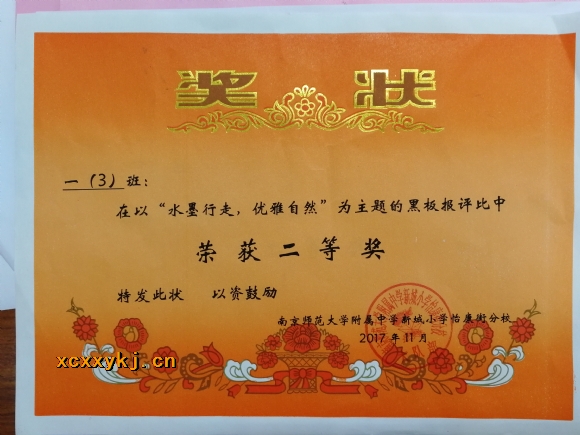 奖 状
一（3）班：
在以“水墨行走，优雅自然”为主题的黑板报评比中
荣获二等奖
特发此状 以资鼓励
南京师范大学附属中学新城小学怡康街分校
2017年11月
xcxxykj.cn